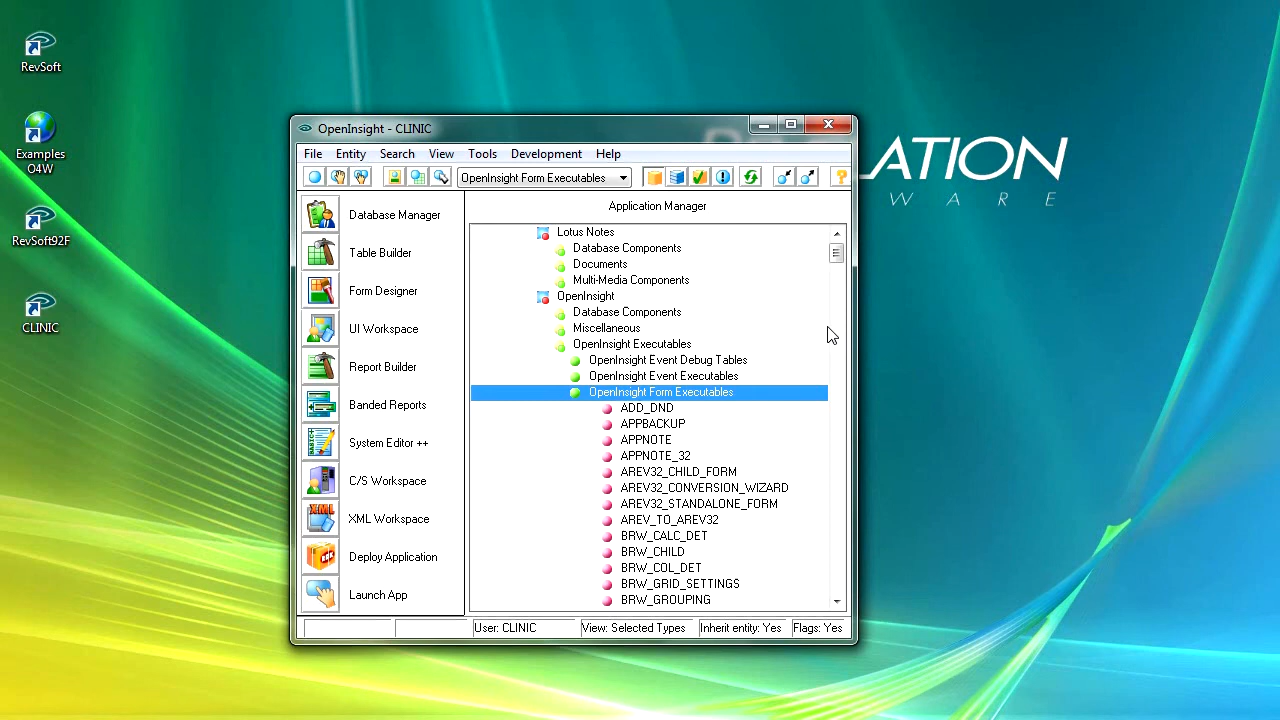 RevSoft
Examples
O4W
RevSoft92F
CLINIC
ATION
W A R E
OpenInsight - CLINIC
File Entity Search View Tools Development Help
OpenInsight Form Executables
Database Manager
Table Builder
Form Designer
UI Workspace
Report Builder
Banded Reports
System Editor ++
C/S Workspace
XML Workspace
Deploy Application
Launch App
Application Manager
Lotus Notes
Database Components
Documents
Multi-Media Components
OpenInsight
Database Components
Miscellaneous
OpenInsight Executables
OpenInsight Event Debug Tables
OpenInsight Event Executables
OpenInsight Form Executables
ADD_DND
APPBACKUP
APPNOTE
APPNOTE_32
AREV32_CHILD_FORM
AREV32_CONVERSION_WIZARD
AREV32_STANDALONE_FORM
AREV_TO_AREV32
BRW_CALC_DET
BRW_CHILD
BRW_COL_DET
BRW_GRID_SETTINGS
BRW_GROUPING
User: CLINIC View: Selected Types Inherit entity: Yes Flags: Yes